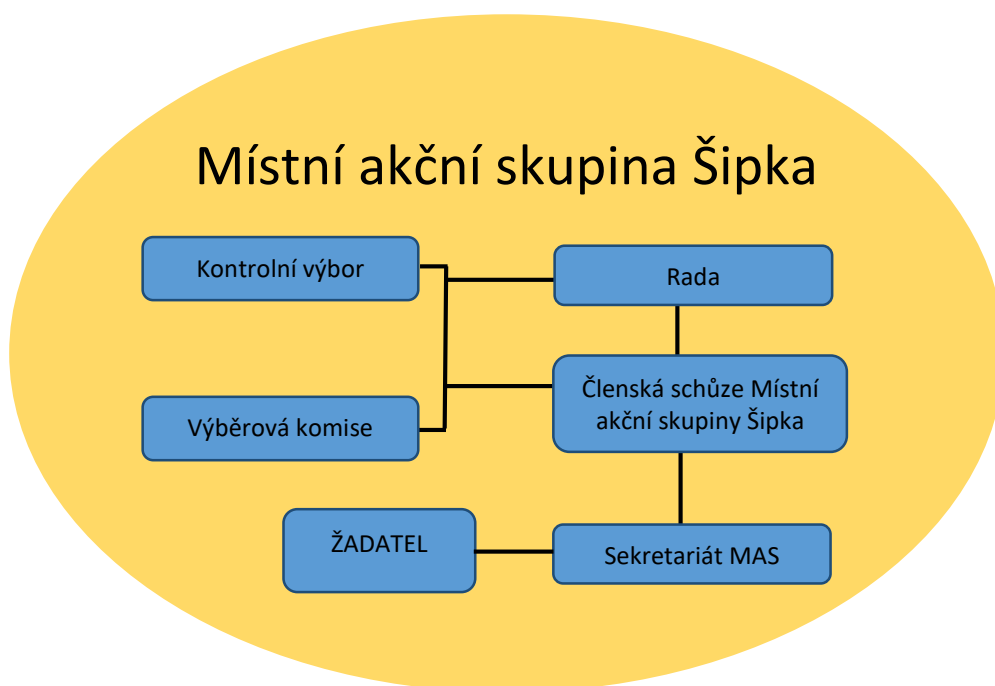 Místní akční skupina Šipka
Kontrolní výbor
Rada
Členská schůze Místní
akční skupiny Šipka
Výběrová komise
ŽADATEL
Sekretariát MAS